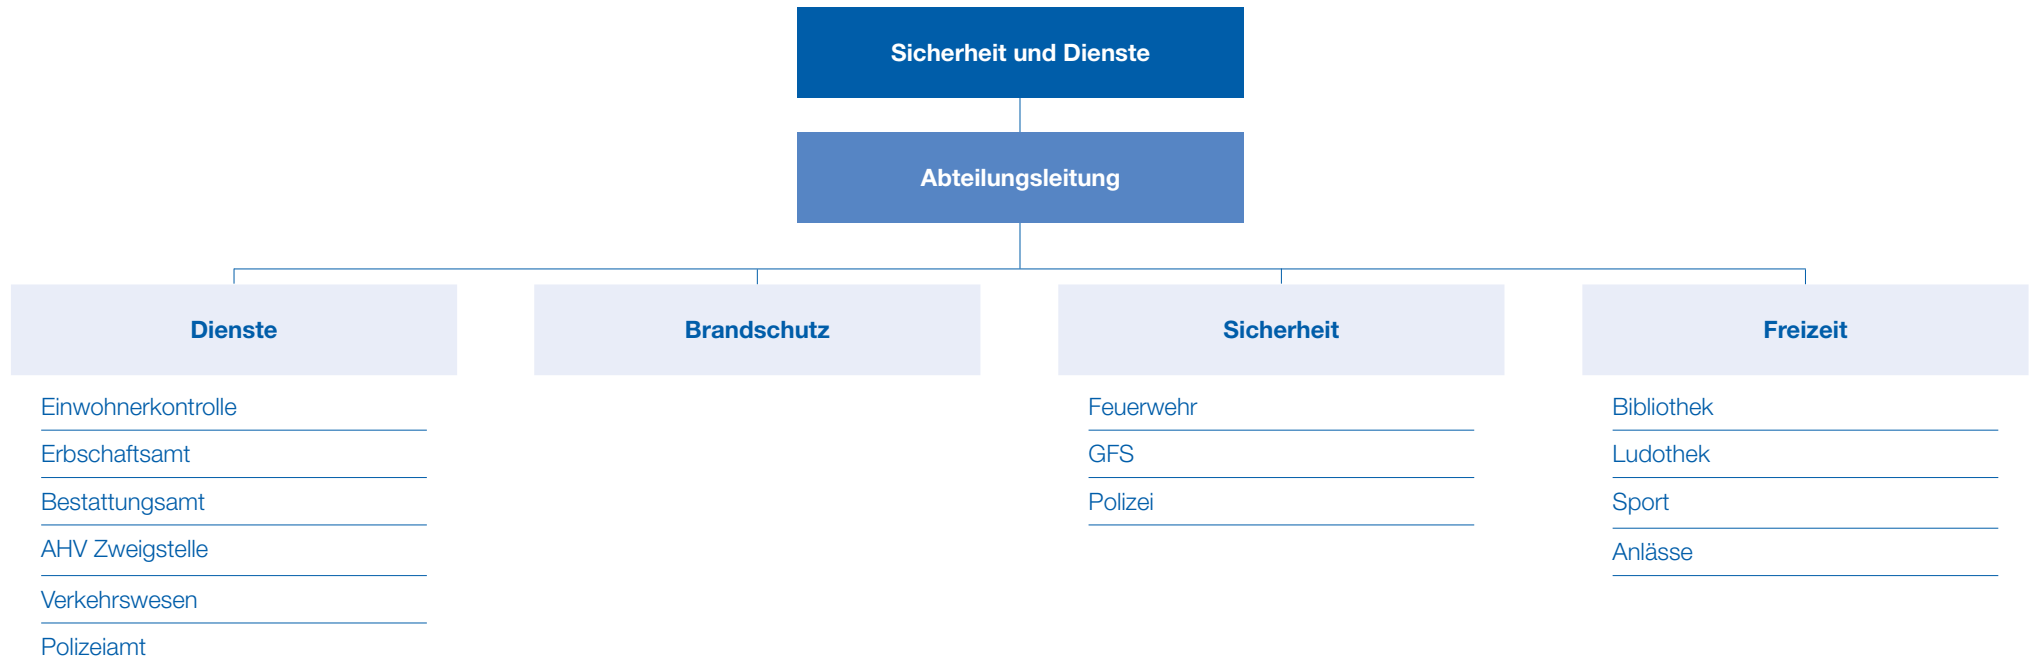 Sicherheit und Dienste
Abteilungsleitung
Dienste
Einwohnerkontrolle
Erbschaftsamt
Bestattungsamt
AHV Zweigstelle
Verkehrswesen
Polizeiamt
Brandschutz
Sicherheit
Feuerwehr
GFS
Polizei
Freizeit
Bibliothek
Ludothek
Sport
Anlässe